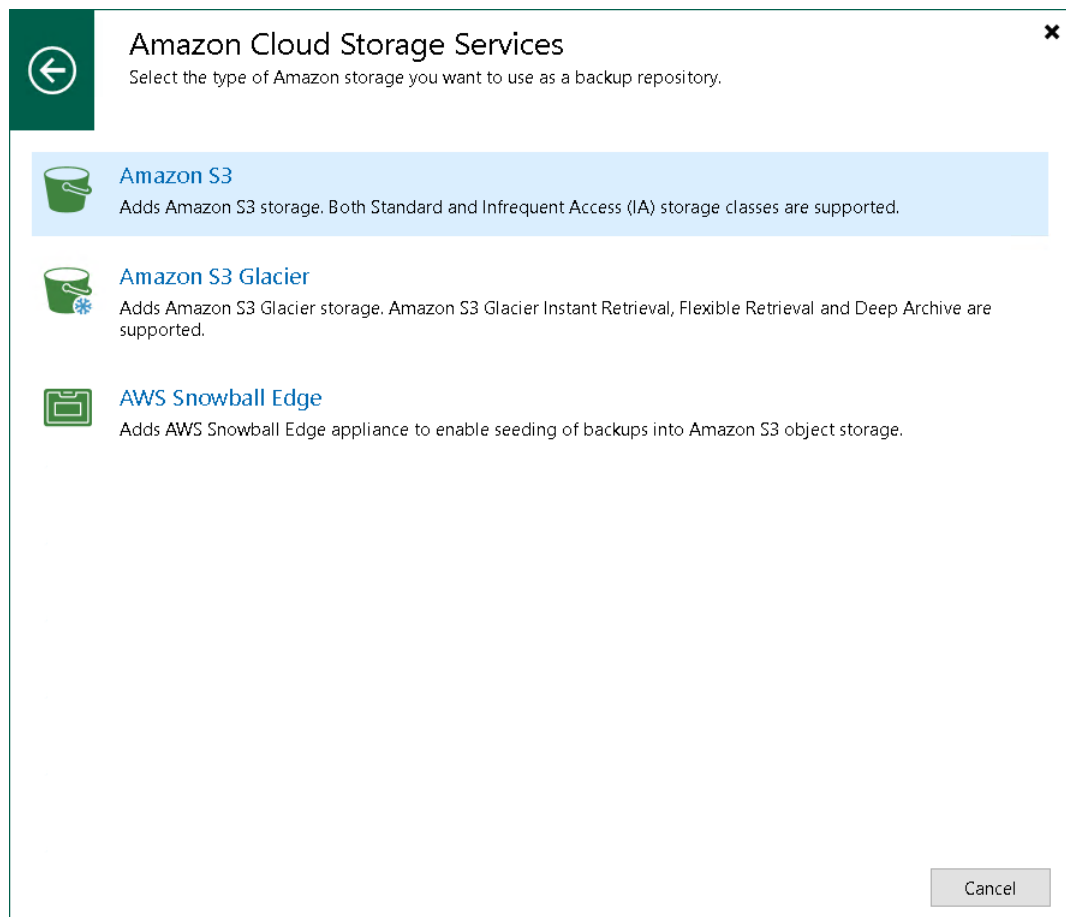 Amazon Cloud Storage Services
Select the type of Amazon storage you want to use as a backup repository.
Amazon S3
Adds Amazon S3 storage. Both Standard and Infrequent Access (IA) storage classes are supported.
Amazon S3 Glacier
Adds Amazon S3 Glacier storage. Amazon S3 Glacier Instant Retrieval, Flexible Retrieval and Deep Archive are
supported.
AWS Snowball Edge
Adds AWS Snowball Edge appliance to enable seeding of backups into Amazon S3 object storage.
Cancel